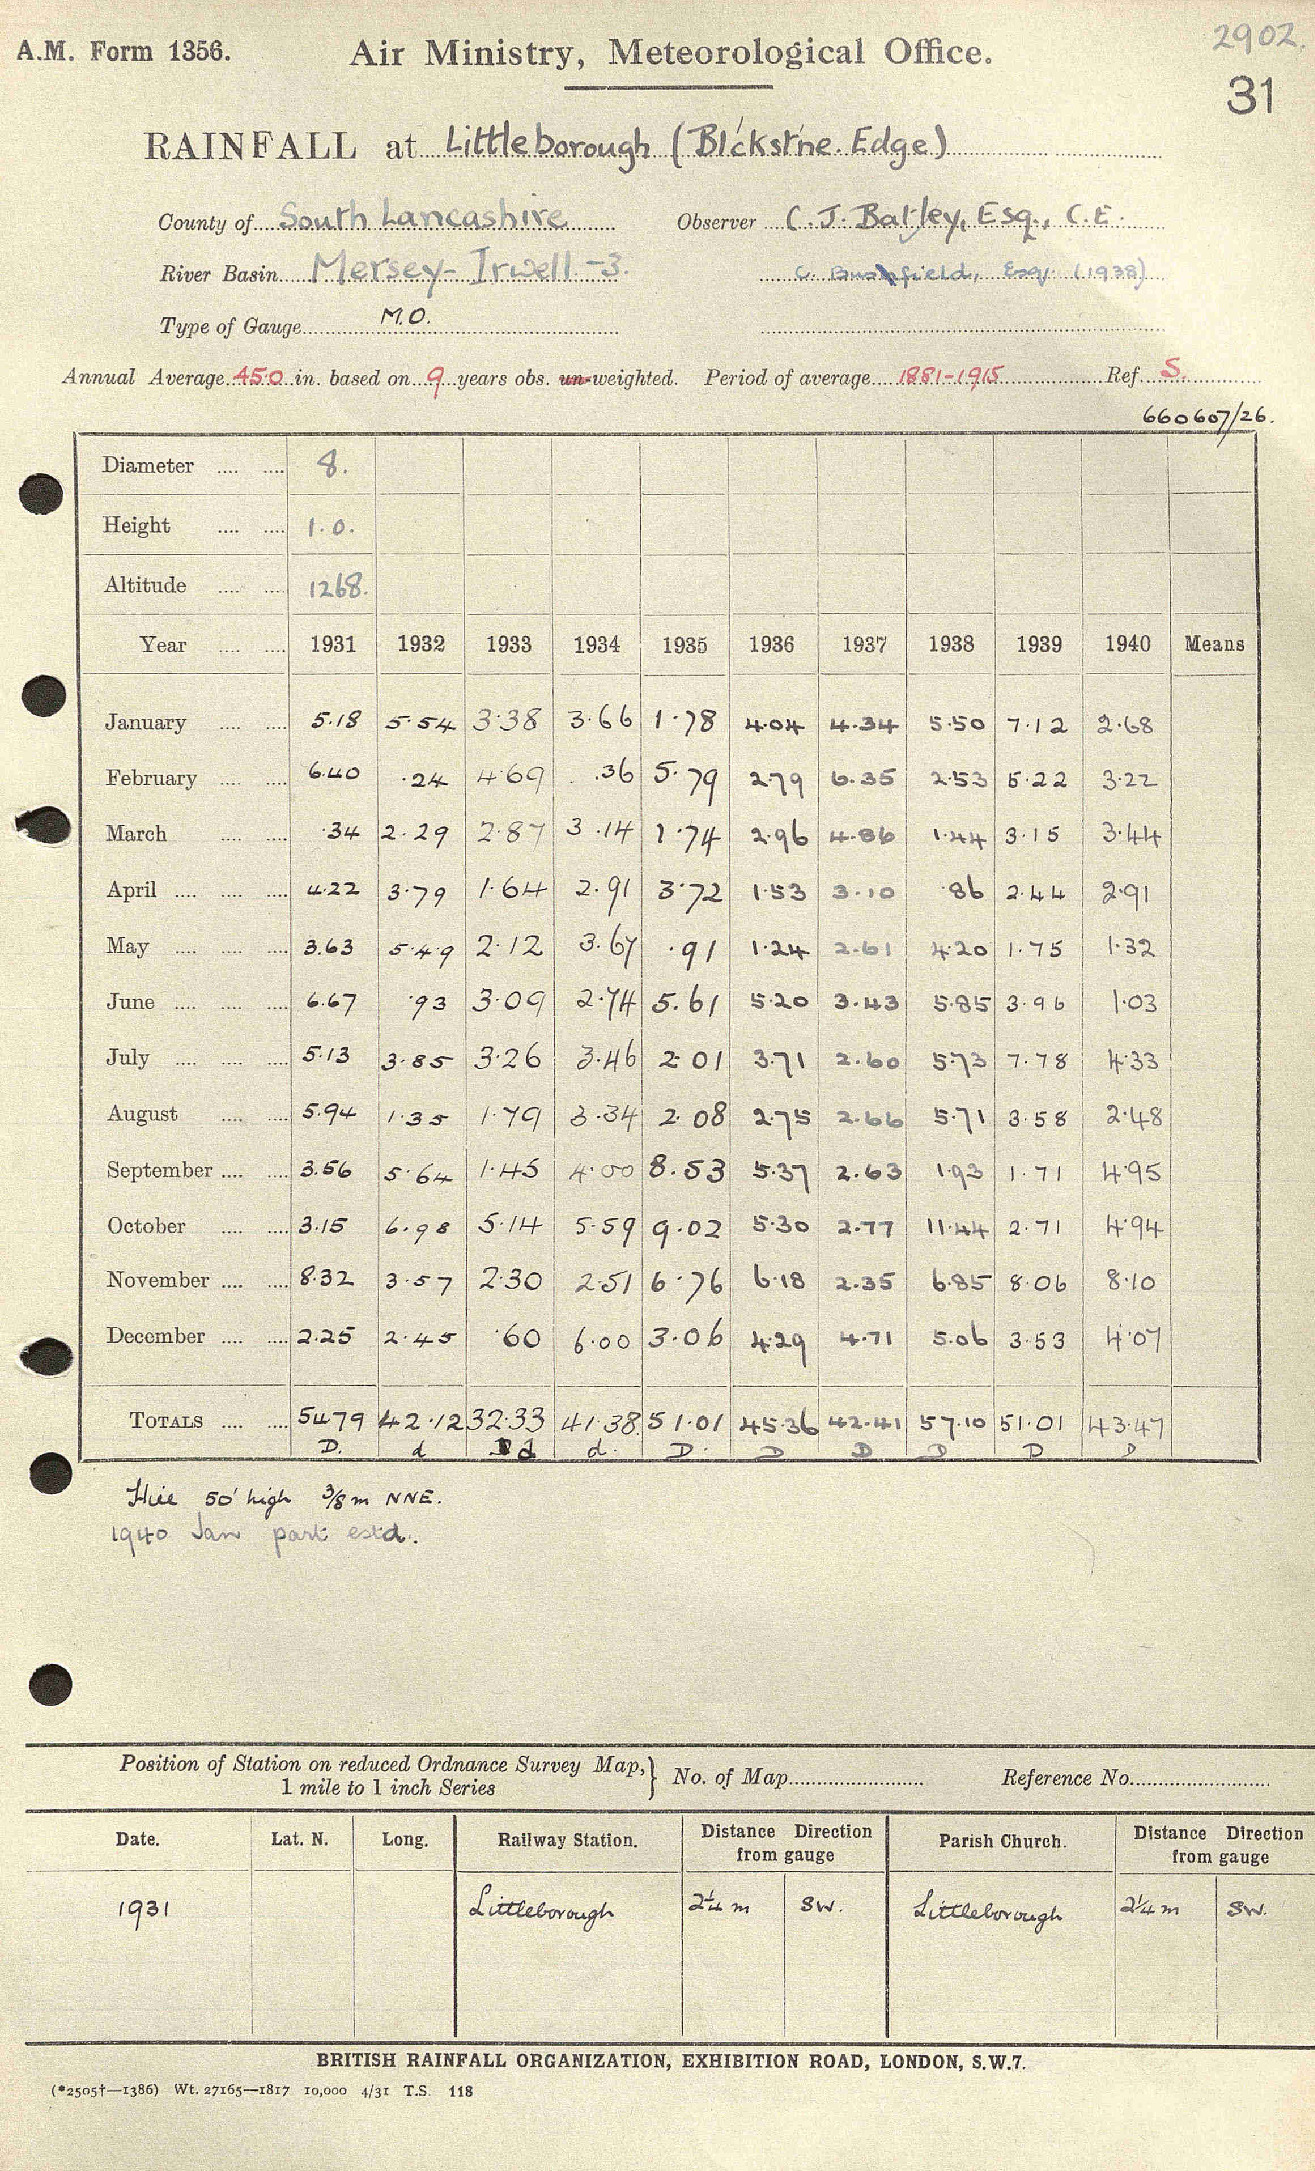 2902.
A.M. Form 1356. Air Ministry, Meteorological Office.
31
RAINFALL at Littleborough (Bl'ckst'ne Edge)
County of South Lancashire Observer C. J. Batley, Esq., C.E.
River Basin Mersey-Irwell -3. C. Esq. (1938)
Type of Gauge M.O.
Annual Average 45.0 in. based on 9 years obs. un-weighted. Period of average 1881-1915 Ref. S.
660607/26.
Diameter 8.
Height 1.0.
Altitude 1268.
Year 1931 1932 1933 1934 1935 1936 1937 1938 1939 1940 Means
January 5.18 5.54 3.38 3.66 1.78 4.04 4.34 5.50 7.12 2.68
February 6.40 .24 4.69 .36 5.79 2.79 6.35 2.53 5.22 3.22
March .34 2.29 2.87 3.14 1.74 2.96 4.86 1.44 3.15 3.44
April 4.22 3.79 1.64 2.91 3.72 1.53 3.10 .86 2.44 2.91
May 3.63 5.49 2.12 3.67 .91 1.24 2.61 4.20 1.75 1.32
June 6.67 .93 3.09 2.74 5.61 5.20 3.43 5.85 3.96 1.03
July 5.13 3.85 3.26 3.46 2.01 3.71 2.60 5.73 7.78 4.33
August 5.94 1.35 1.79 3.34 2.08 2.75 2.66 5.71 3.58 2.48
September 3.56 5.64 1.45 4.00 8.53 5.37 2.63 1.93 1.71 4.95
October 3.15 6.98 5.14 5.59 9.02 5.30 2.77 11.44 2.71 4.94
November 8.32 3.57 2.30 2.51 6.76 6.18 2.35 6.85 8.06 8.10
December 2.25 2.45 .60 6.00 3.06 4.29 4.71 5.06 3.53 4.07
TOTALS 54.79 42.12 32.33 41.38 51.01 45.36 42.41 57.10 51.01 43.47
D. d d d. D. D D D D D
50' high 3/8 m NNE.
1940 Jan part estd.
Position of Station on reduced Ordnance Survey Map,} No. of Map Reference No.
1 mile to 1 inch Series
Date. Lat. N. Long. Railway Station. Distance from gauge Direction Parish Church. Distance from gauge Direction
1931 Littleborough 2¼ m SW. Littleborough 2¼ m SW.
BRITISH RAINFALL ORGANIZATION, EXHIBITION ROAD, LONDON, S.W.7.
(*2505†—1386) Wt. 27165—1817 10,000 4/31 T.S. 118